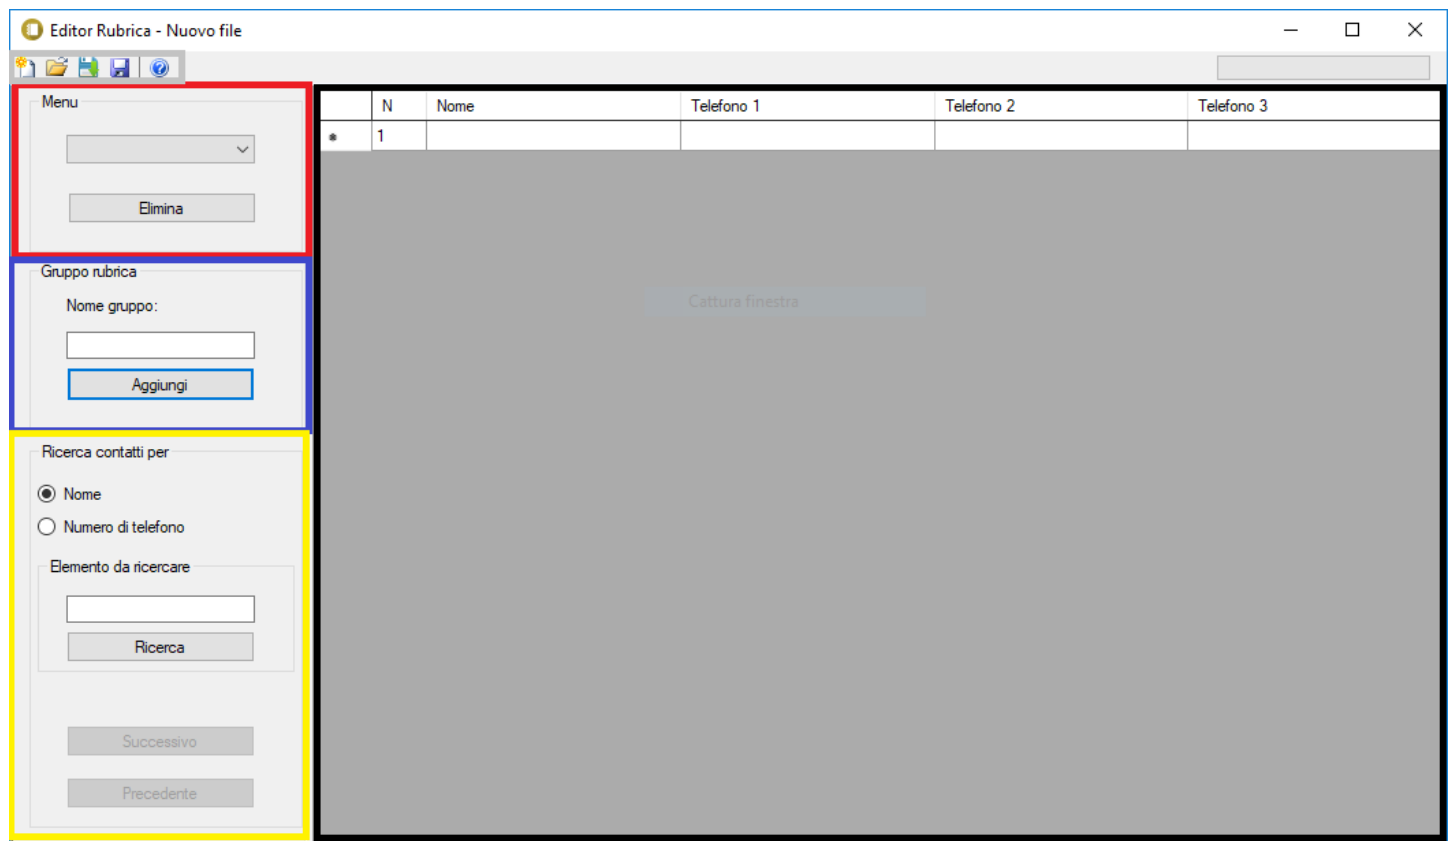 Editor Rubrica - Nuovo file
Menu
Elimina
Gruppo rubrica
Nome gruppo:
Aggiungi
Ricerca contatti per
Nome
Numero di telefono
Elemento da ricercare
Ricerca
Successivo
Precedente
N Nome Telefono 1 Telefono 2 Telefono 3
1
Cattura finestra